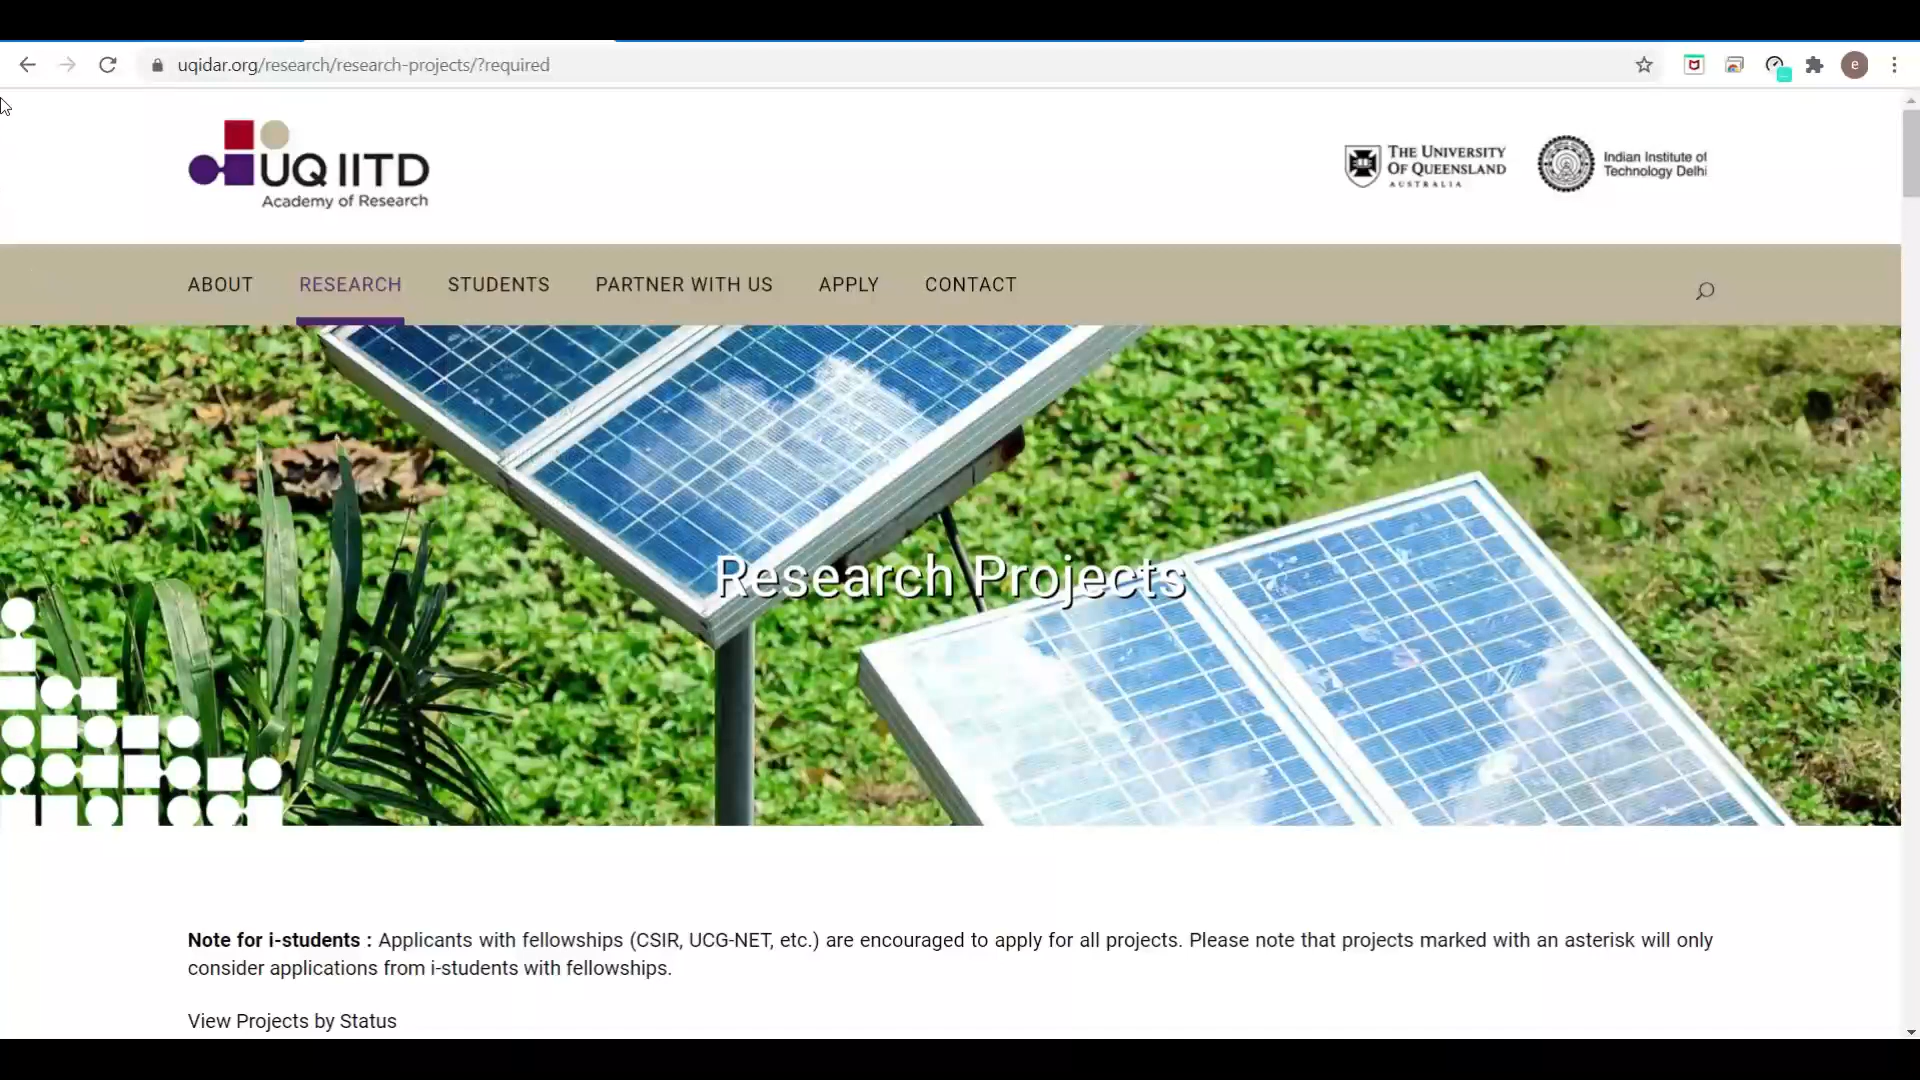 uqidar.org/research/research-projects/?required
e
UQ IITD
Academy of Research
THE UNIVERSITY
OF QUEENSLAND
AUSTRALIA
Indian Institute of
Technology Delhi
ABOUT RESEARCH STUDENTS PARTNER WITH US APPLY CONTACT
Research Projects
Note for i-students : Applicants with fellowships (CSIR, UCG-NET, etc.) are encouraged to apply for all projects. Please note that projects marked with an asterisk will only
consider applications from i-students with fellowships.
View Projects by Status